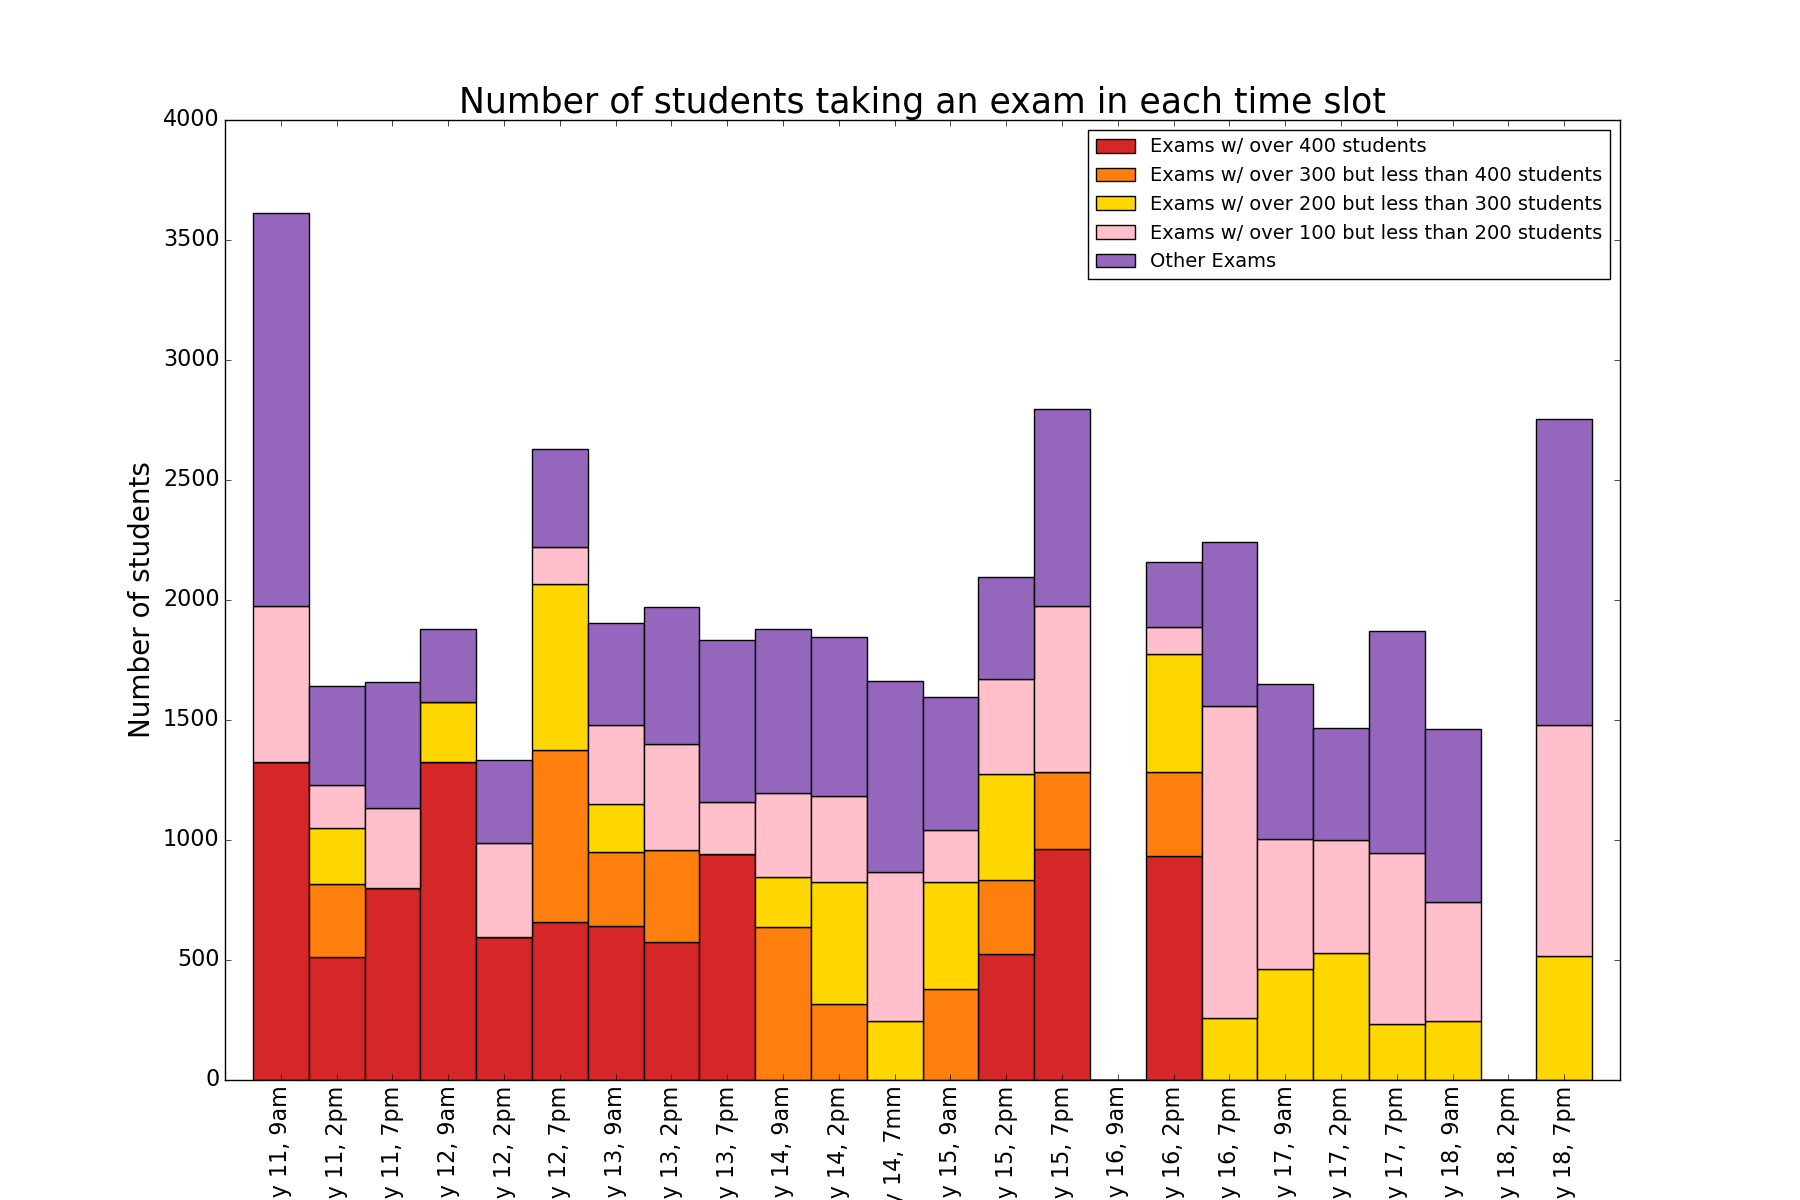 Number of students taking an exam in each time slot
Exams w/ over 400 students
Exams w/ over 300 but less than 400 students
Exams w/ over 200 but less than 300 students
Exams w/ over 100 but less than 200 students
Other Exams
Number of students
4000
3500
3000
2500
2000
1500
1000
500
0
y 11, 9am
y 11, 2pm
y 11, 7pm
y 12, 9am
y 12, 2pm
y 12, 7pm
y 13, 9am
y 13, 2pm
y 13, 7pm
y 14, 9am
y 14, 2pm
y 14, 7mm
y 15, 9am
y 15, 2pm
y 15, 7pm
y 16, 9am
y 16, 2pm
y 16, 7pm
y 17, 9am
y 17, 2pm
y 17, 7pm
y 18, 9am
y 18, 2pm
y 18, 7pm